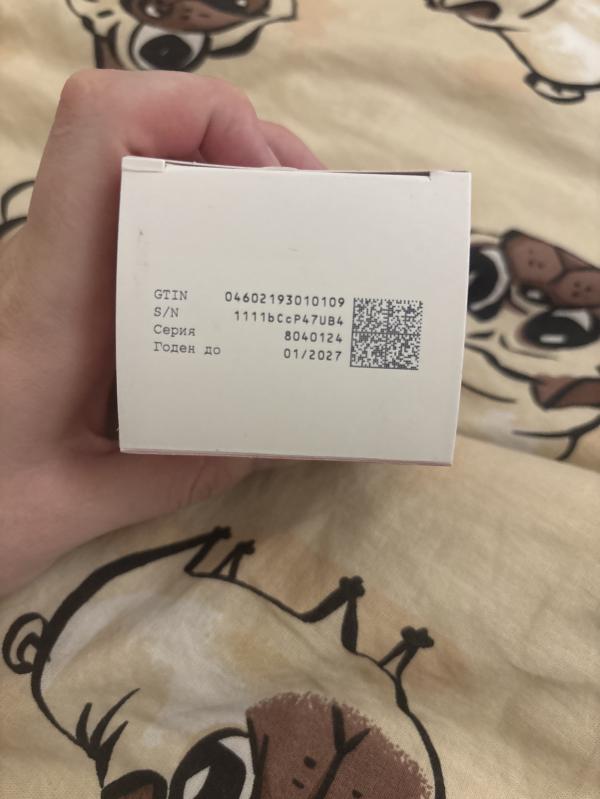 GTIN 04602193010109
S/N 1111bCcP47UB4
Серия 8040124
Годен до 01/2027